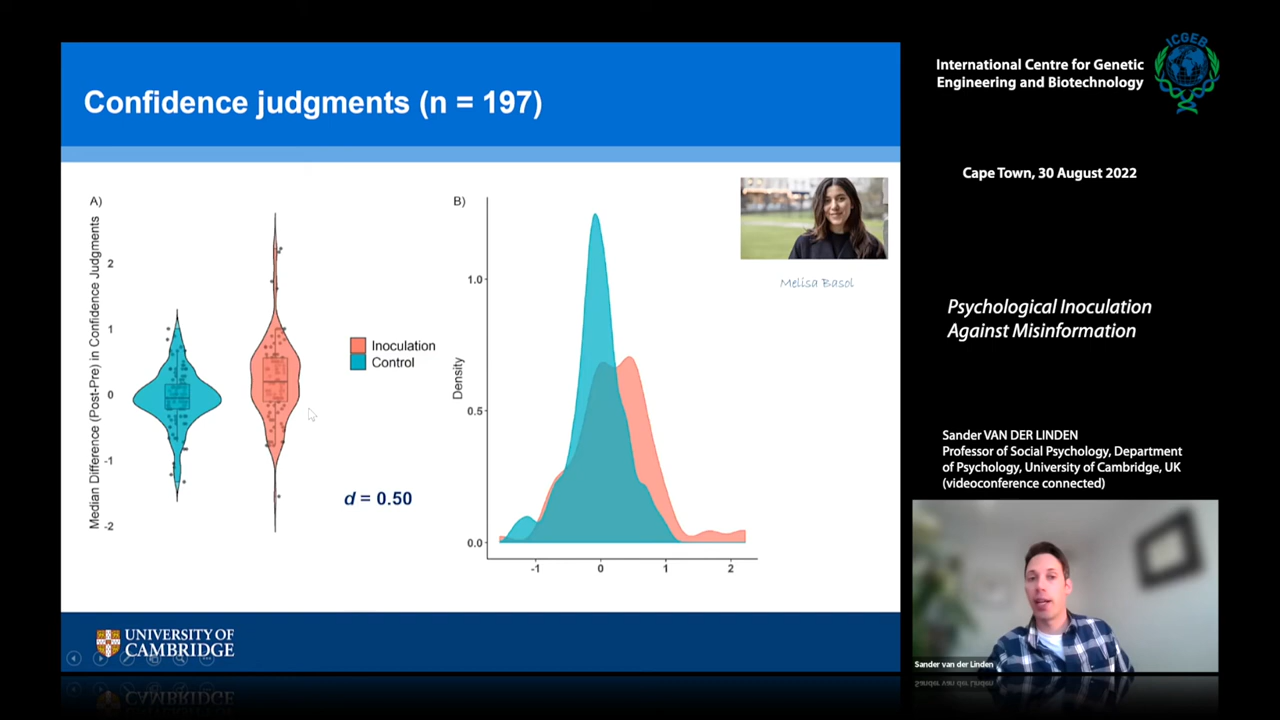 Confidence judgments (n = 197)
A)
Median Difference (Post-Pre) in Confidence Judgments
2
1
0
-1
-2
Inoculation
Control
d = 0.50
B)
Density
1.0
0.5
0.0
-1
0
1
2
Melisa Basol
UNIVERSITY OF
CAMBRIDGE
International Centre for Genetic
Engineering and Biotechnology
ICGEB
Cape Town, 30 August 2022
Psychological Inoculation
Against Misinformation
Sander VAN DER LINDEN
Professor of Social Psychology, Department
of Psychology, University of Cambridge, UK
(videoconference connected)
Sander van der Linden